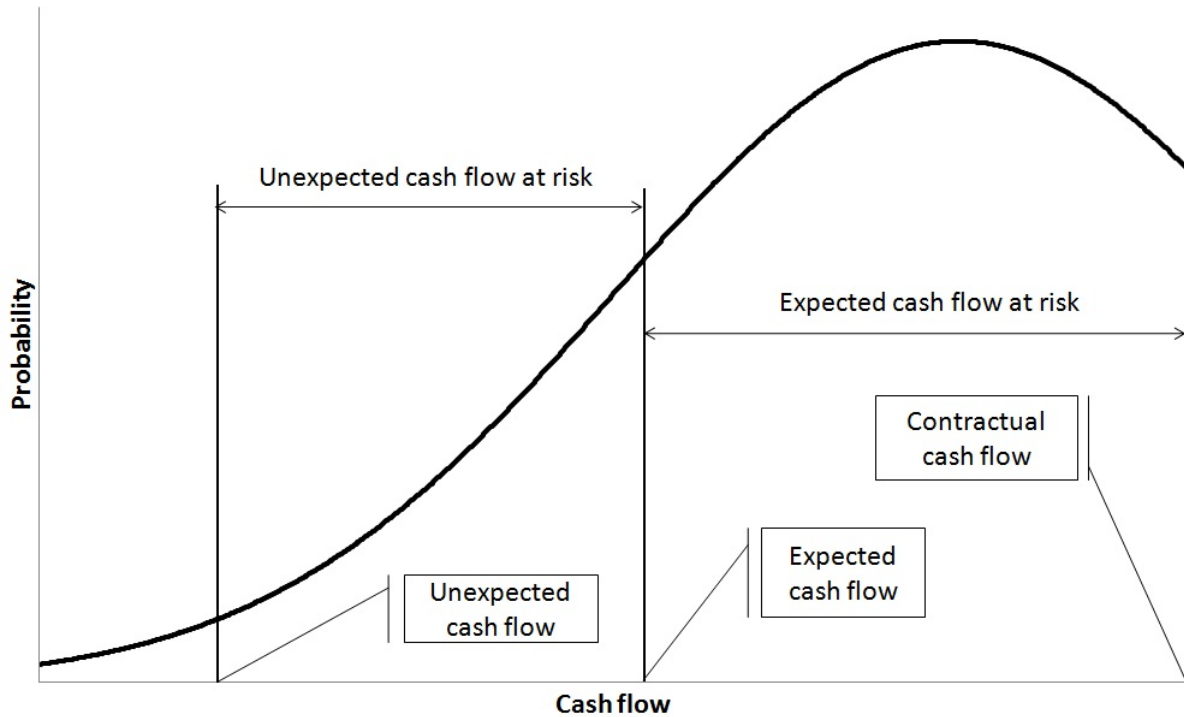 Unexpected cash flow at risk
Expected cash flow at risk
Probability
Contractual
cash flow
Expected
cash flow
Unexpected
cash flow
Cash flow